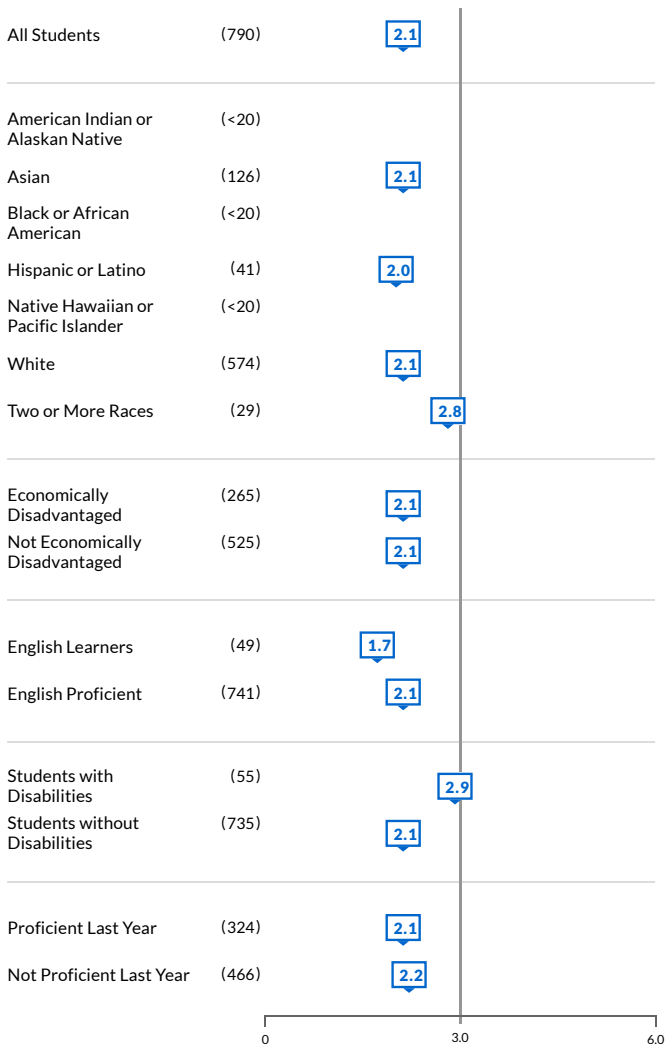 All Students (790) 2.1
American Indian or (<20)
Alaskan Native
Asian (126) 2.1
Black or African (<20)
American
Hispanic or Latino (41) 2.0
Native Hawaiian or (<20)
Pacific Islander
White (574) 2.1
Two or More Races (29) 2.8
Economically (265) 2.1
Disadvantaged
Not Economically (525) 2.1
Disadvantaged
English Learners (49) 1.7
English Proficient (741) 2.1
Students with (55) 2.9
Disabilities
Students without (735) 2.1
Disabilities
Proficient Last Year (324) 2.1
Not Proficient Last Year (466) 2.2
0 3.0 6.0